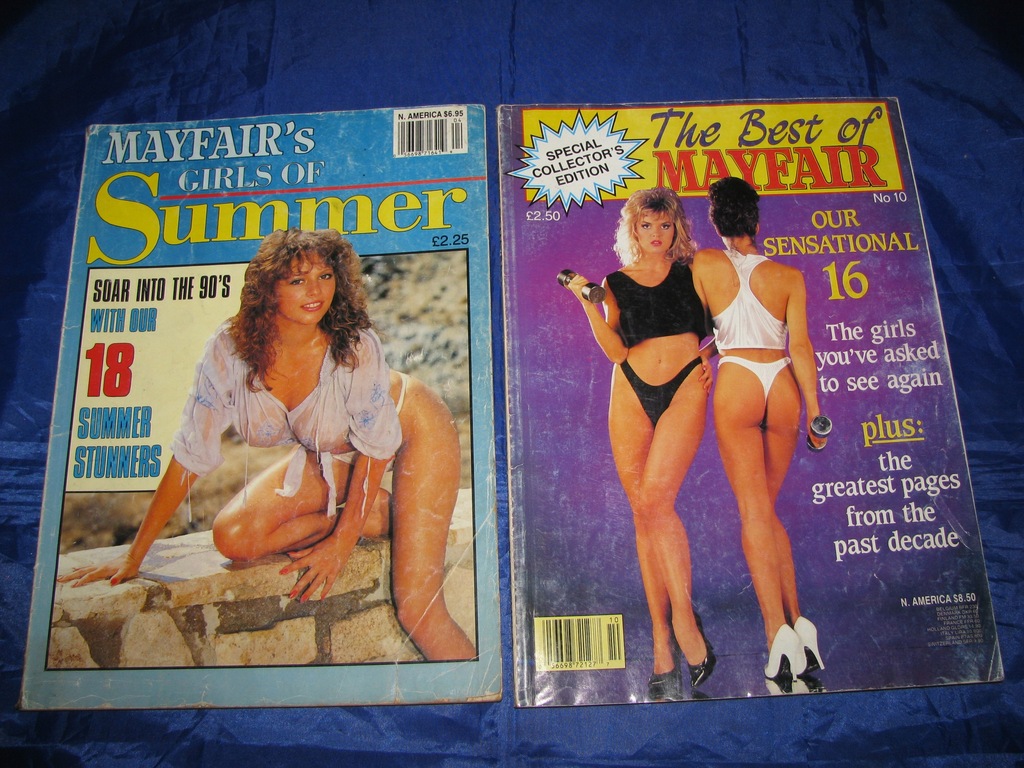 N. AMERICA $6.95
MAYFAIR'S
GIRLS OF
Summer
£2.25
SOAR INTO THE 90'S
WITH OUR
18
SUMMER
STUNNERS
04
SPECIAL
COLLECTOR'S
EDITION
The Best of
MAYFAIR
No 10
£2.50
OUR
SENSATIONAL
16
The girls
you've asked
to see again
plus:
the
greatest pages
from the
past decade
N. AMERICA $8.50
10